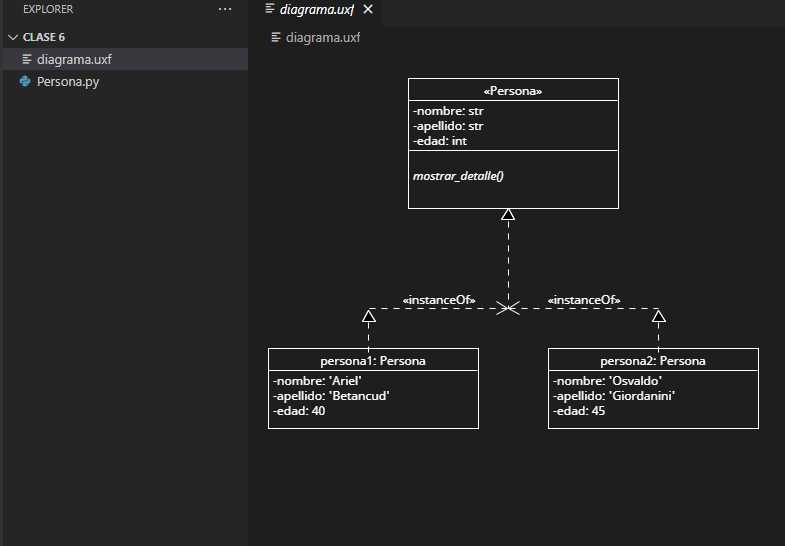 EXPLORER
···
diagrama.uxf
CLASE 6
diagrama.uxf
diagrama.uxf
Persona.py
«Persona»
-nombre: str
-apellido: str
-edad: int
mostrar_detalle()
«instanceOf»
«instanceOf»
persona1: Persona
-nombre: 'Ariel'
-apellido: 'Betancud'
-edad: 40
persona2: Persona
-nombre: 'Osvaldo'
-apellido: 'Giordanini'
-edad: 45